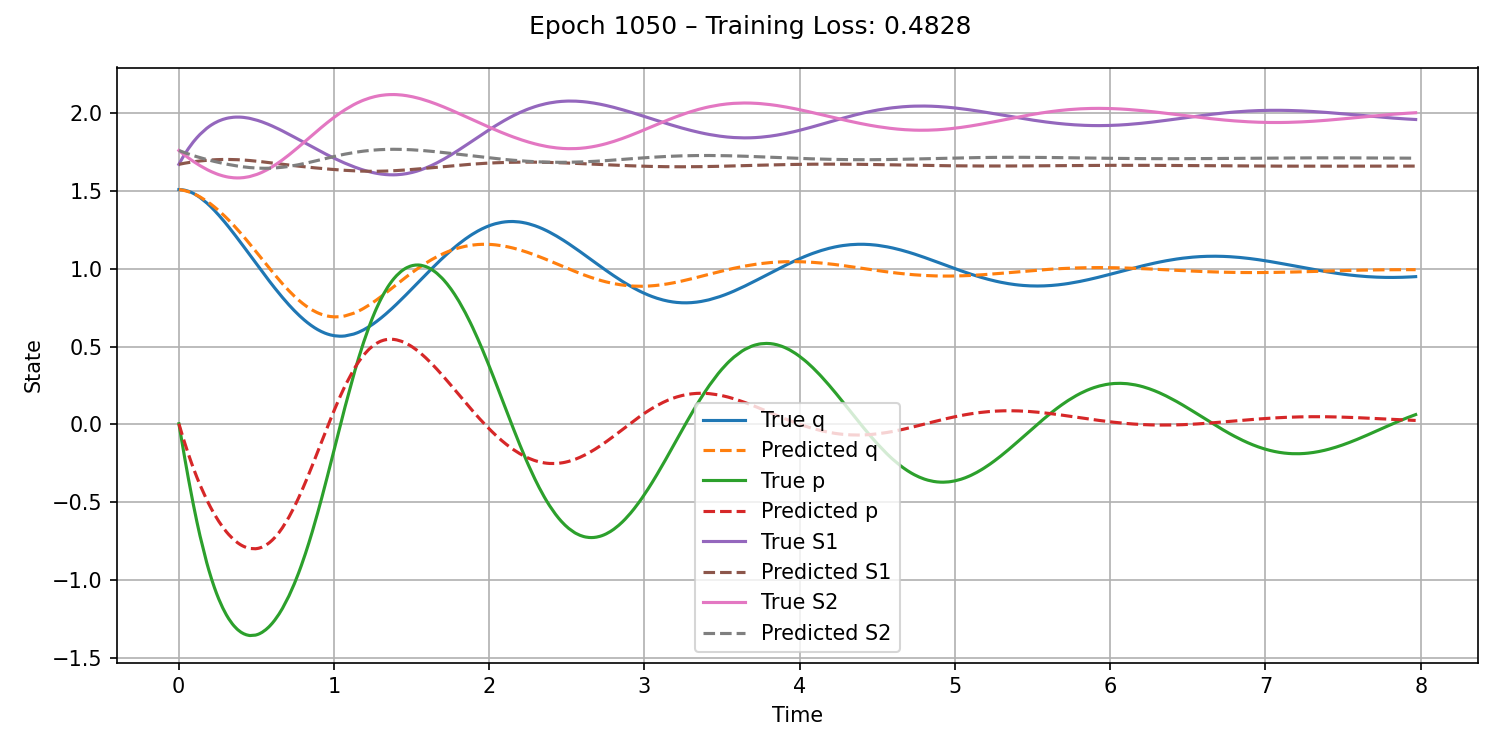 Epoch 1050 – Training Loss: 0.4828
2.0
1.5
1.0
0.5
0.0
−0.5
−1.0
−1.5
State
True q
Predicted q
True p
Predicted p
True S1
Predicted S1
True S2
Predicted S2
0 1 2 3 4 5 6 7 8
Time